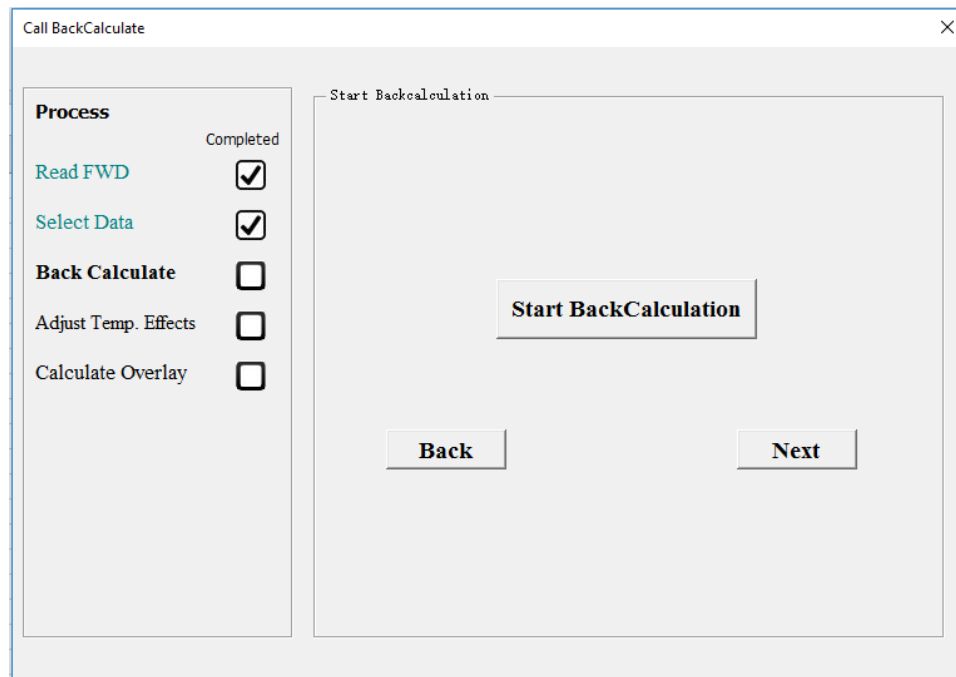 Call BackCalculate
Process
Completed
Read FWD
Select Data
Back Calculate
Adjust Temp. Effects
Calculate Overlay
Start Backcalculation
Start BackCalculation
Back
Next